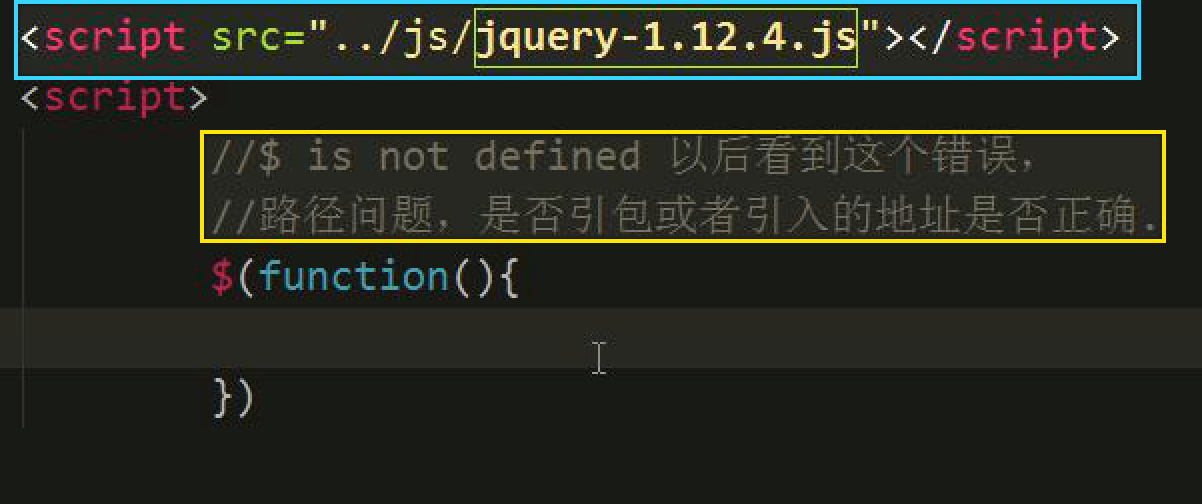 <script src="../js/jquery-1.12.4.js"></script>
<script>
//$ is not defined 以后看到这个错误，
//路径问题，是否引包或者引入的地址是否正确.
$(function(){
})